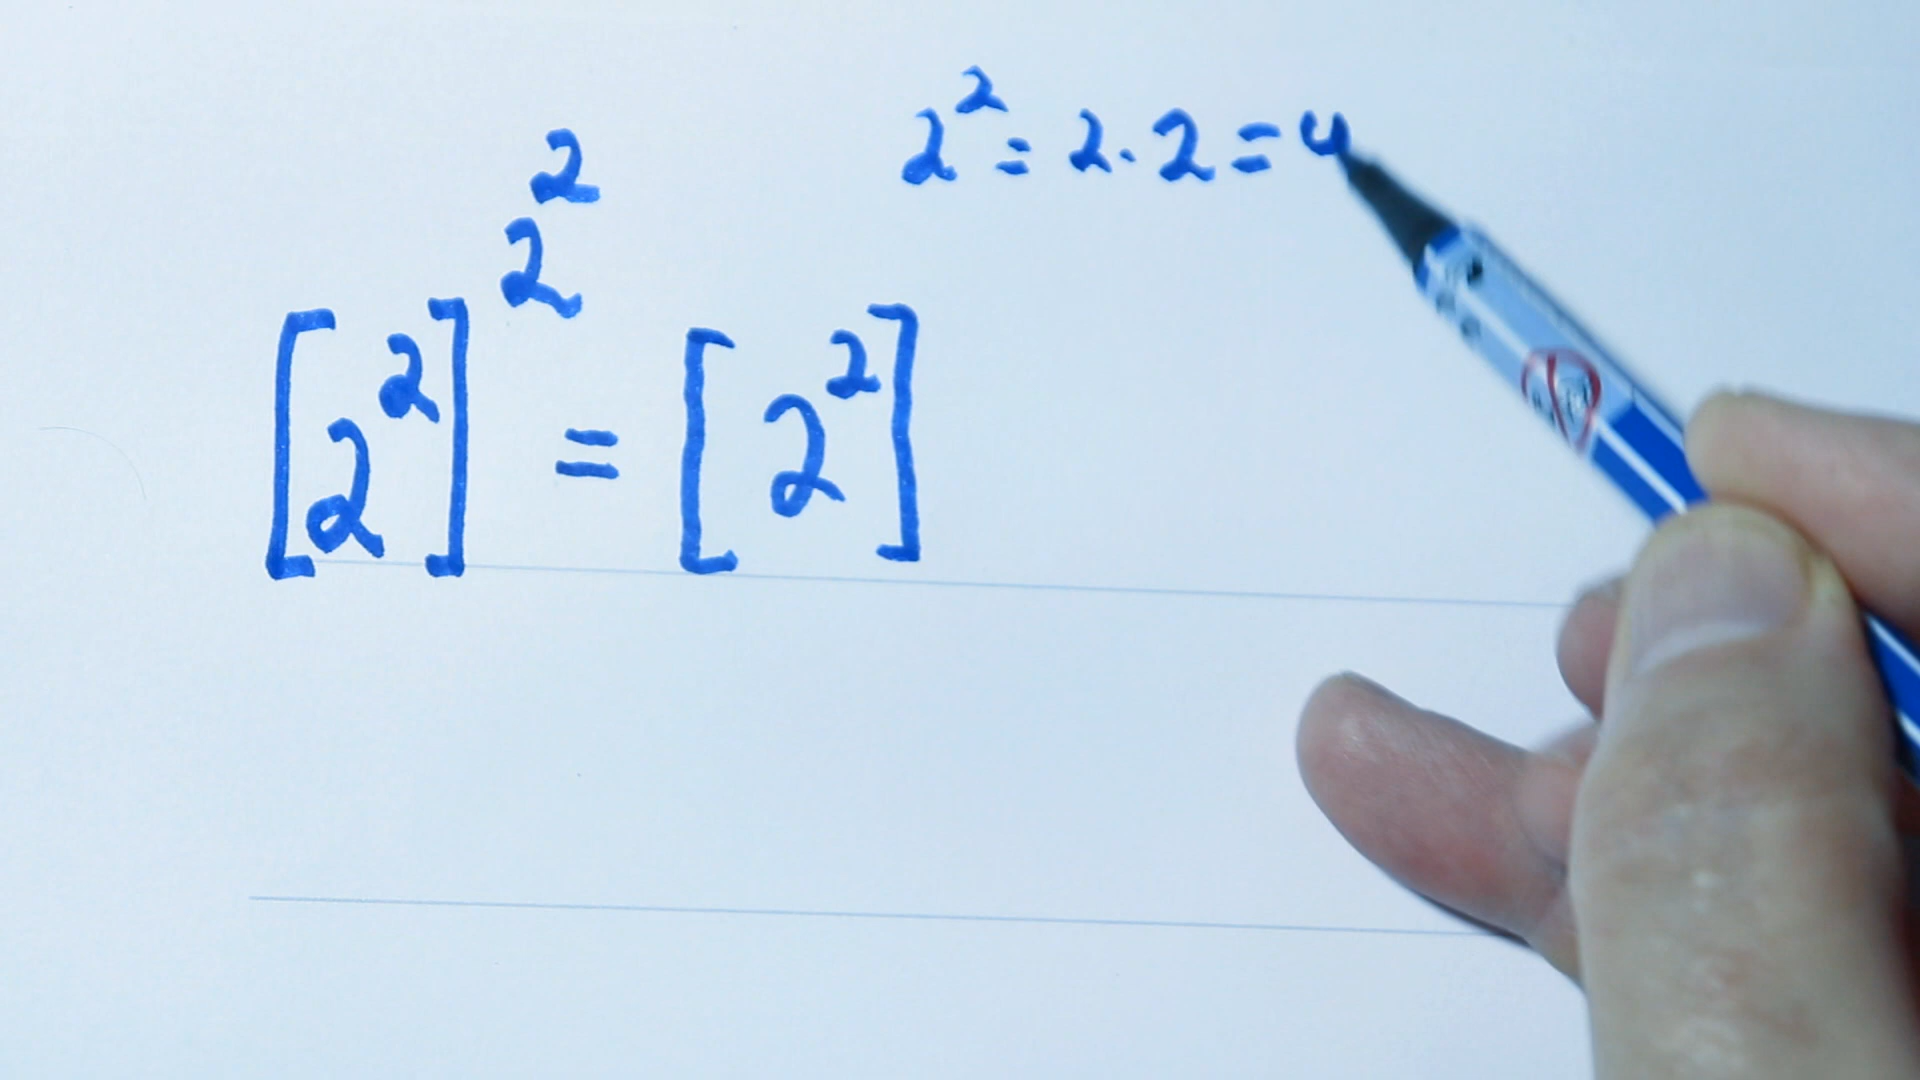 2^2 = 2 · 2 = 4
[2^2]^2^2 = [2^2]